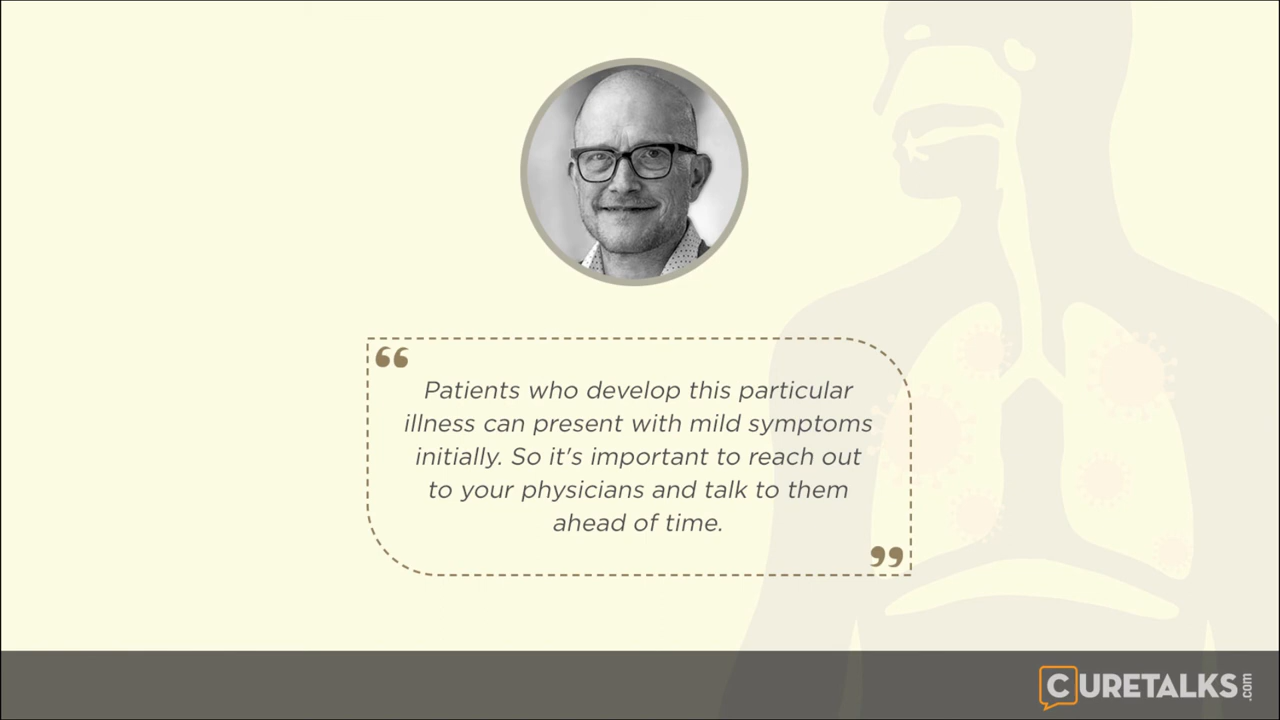 “
Patients who develop this particular
illness can present with mild symptoms
initially. So it's important to reach out
to your physicians and talk to them
ahead of time.
”
CURETALKS.com